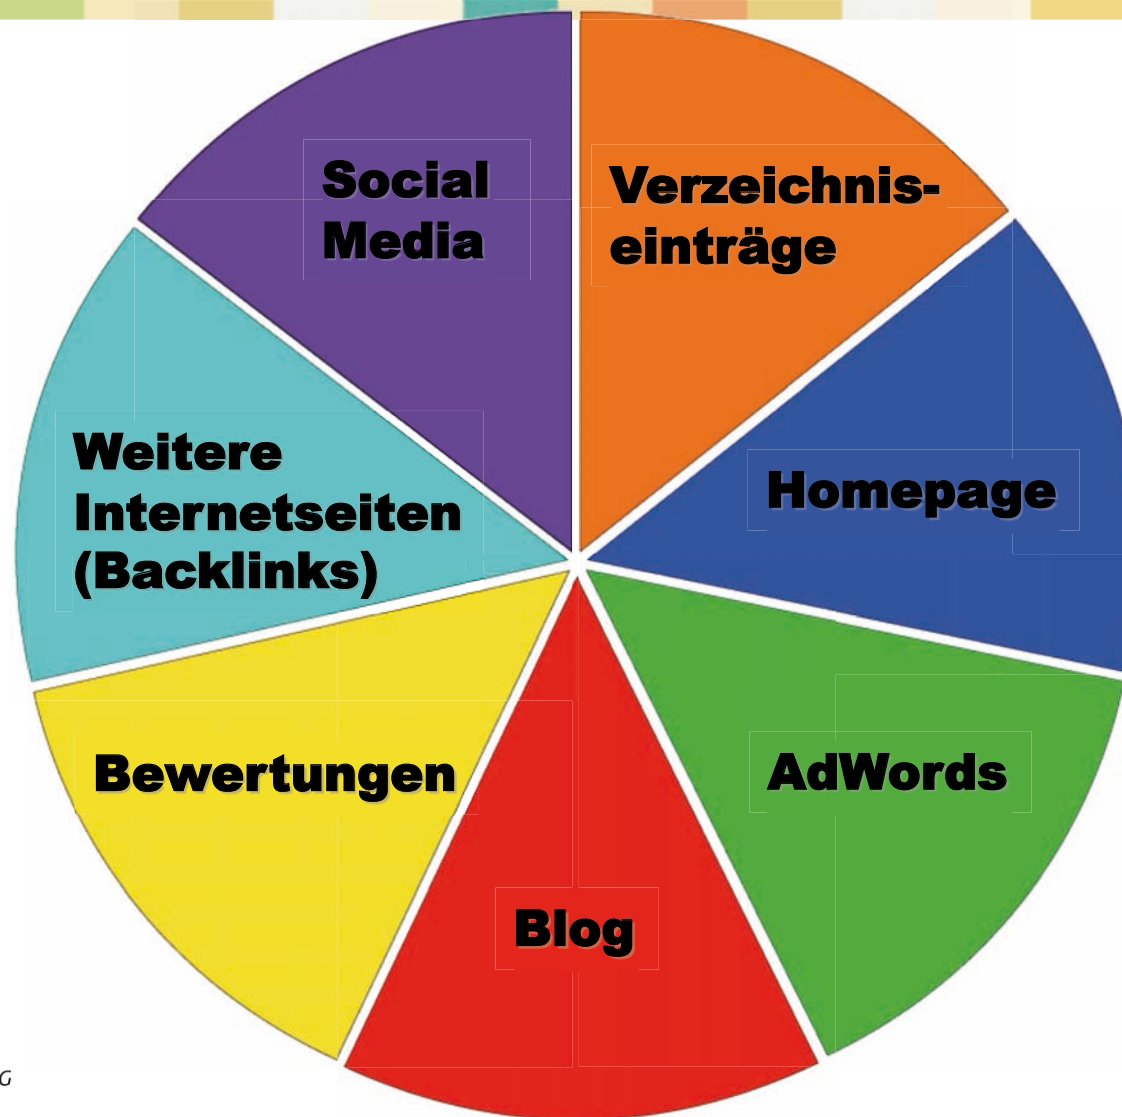 Social
Media
Verzeichnis-
einträge
Weitere
Internetseiten
(Backlinks)
Homepage
Bewertungen
AdWords
Blog
G